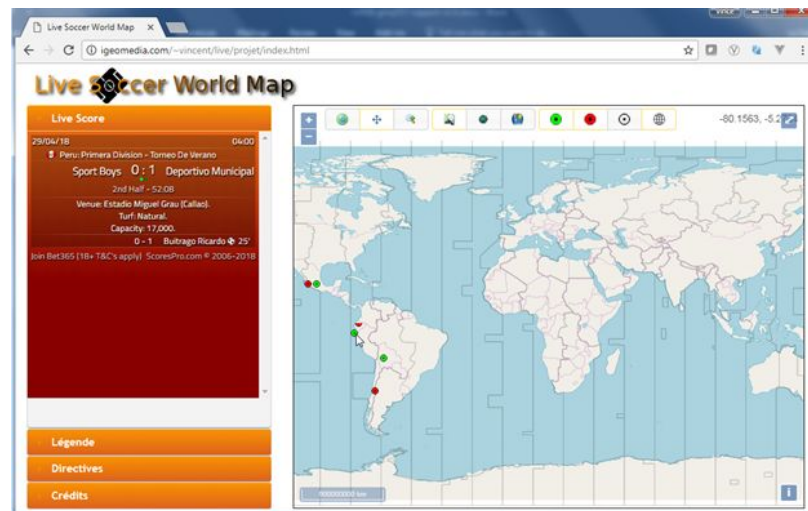 Live Soccer World Map
igeomedia.com/~vincent/live/projet/index.html
Live Soccer World Map
Live Score
29/04/18 04:00
Peru: Primera Division - Torneo De Verano
Sport Boys 0 : 1 Deportivo Municipal
2nd Half - 52:08
Venue: Estadio Miguel Grau (Callao).
Turf: Natural.
Capacity: 17,000.
0 - 1 Buitrago Ricardo 25'
Join Bet365 (18+ T&C's apply) ScoresPro.com © 2006-2018
Légende
Directives
Crédits
-80.1563, -5.2